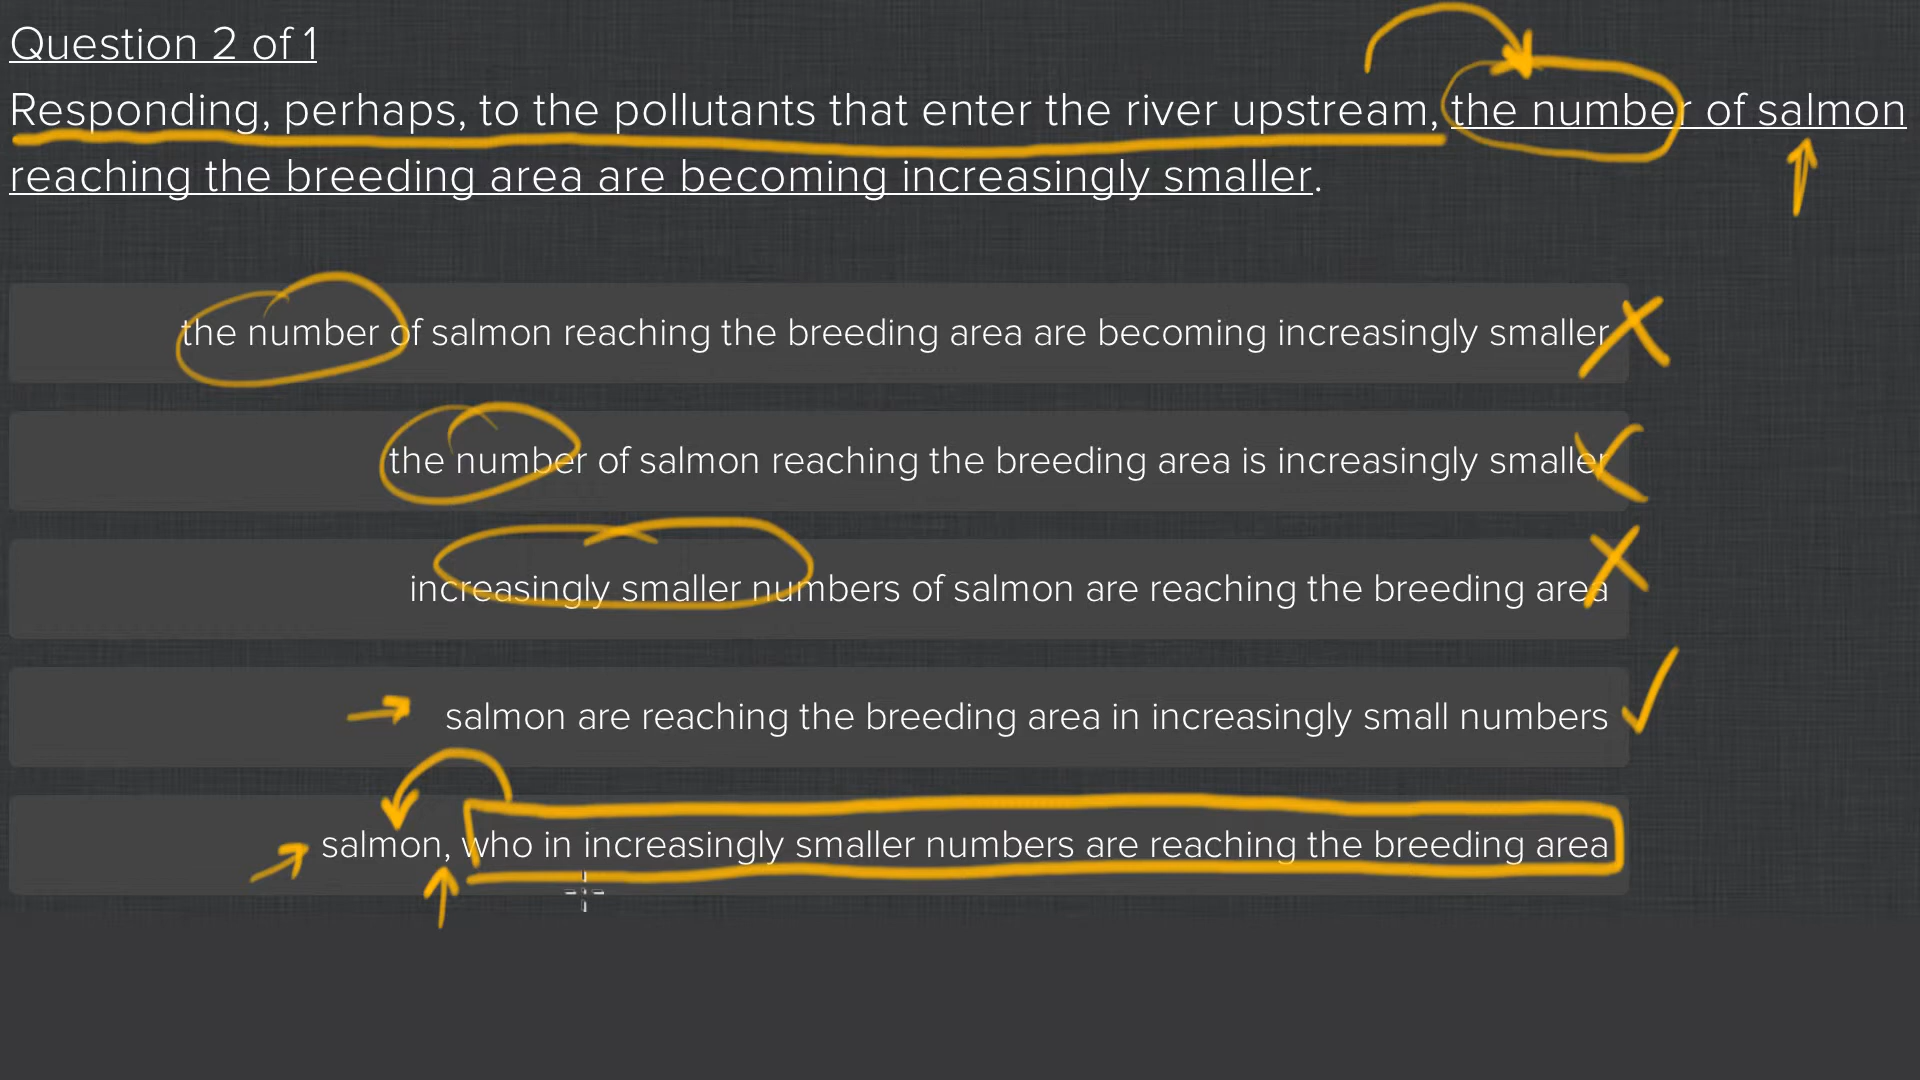 Question 2 of 1
Responding, perhaps, to the pollutants that enter the river upstream, the number of salmon
reaching the breeding area are becoming increasingly smaller.
the number of salmon reaching the breeding area are becoming increasingly smaller
the number of salmon reaching the breeding area is increasingly smaller
increasingly smaller numbers of salmon are reaching the breeding area
salmon are reaching the breeding area in increasingly small numbers
salmon, who in increasingly smaller numbers are reaching the breeding area